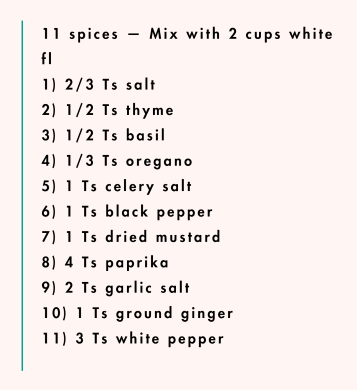 11 spices — Mix with 2 cups white
fl
1) 2/3 Ts salt
2) 1/2 Ts thyme
3) 1/2 Ts basil
4) 1/3 Ts oregano
5) 1 Ts celery salt
6) 1 Ts black pepper
7) 1 Ts dried mustard
8) 4 Ts paprika
9) 2 Ts garlic salt
10) 1 Ts ground ginger
11) 3 Ts white pepper